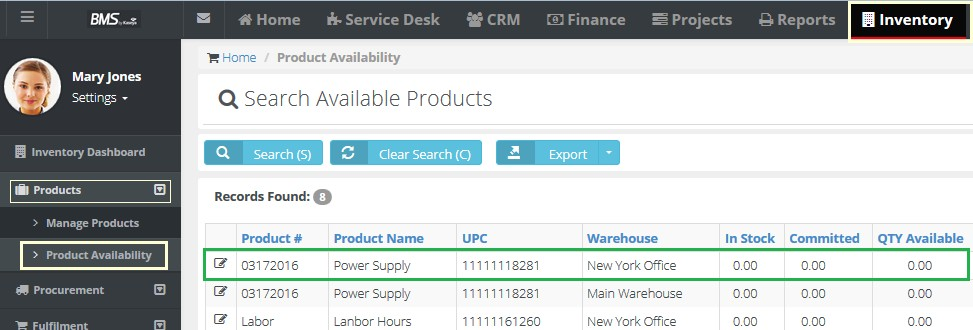 BMS by Kaseya
Home Service Desk CRM Finance Projects Reports Inventory
Mary Jones
Settings
Home / Product Availability
Search Available Products
Inventory Dashboard
Search (S) Clear Search (C) Export
Products
Records Found: 8
Manage Products
Product # Product Name UPC Warehouse In Stock Committed QTY Available
Product Availability
03172016 Power Supply 11111118281 New York Office 0.00 0.00 0.00
Procurement
03172016 Power Supply 11111118281 Main Warehouse 0.00 0.00 0.00
Fulfilment
Labor Lanbor Hours 11111161260 New York Office 0.00 0.00 0.00